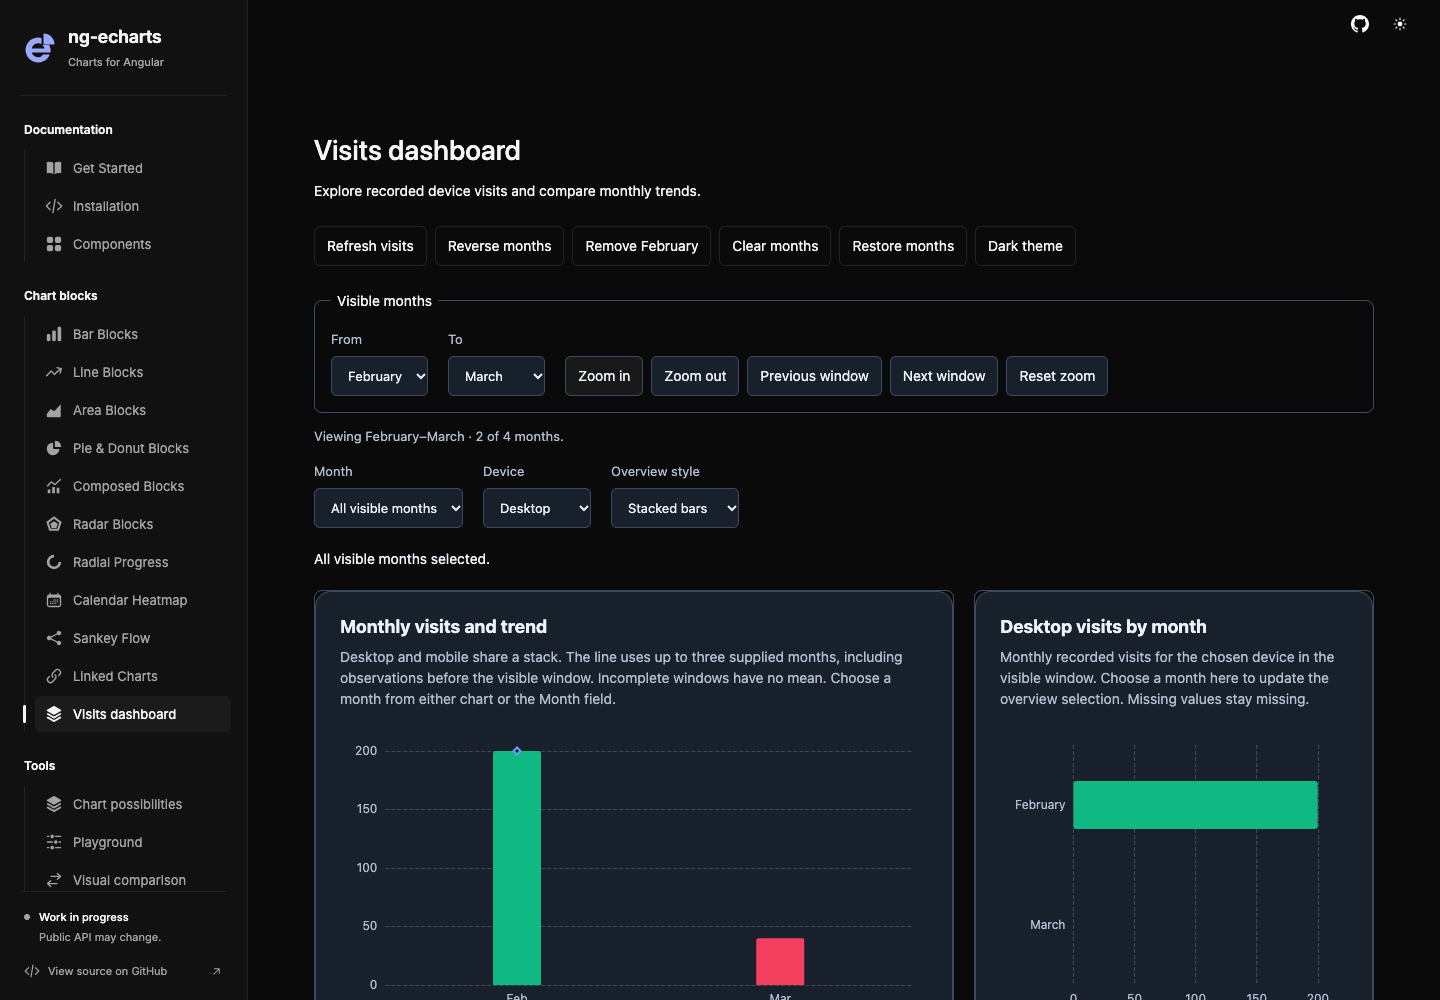 ng-echarts
Charts for Angular
Documentation
Get Started
Installation
Components
Chart blocks
Bar Blocks
Line Blocks
Area Blocks
Pie & Donut Blocks
Composed Blocks
Radar Blocks
Radial Progress
Calendar Heatmap
Sankey Flow
Linked Charts
Visits dashboard
Tools
Chart possibilities
Playground
Visual comparison
Work in progress
Public API may change.
View source on GitHub
Visits dashboard
Explore recorded device visits and compare monthly trends.
Refresh visits Reverse months Remove February Clear months Restore months Dark theme
Visible months
From To
February March Zoom in Zoom out Previous window Next window Reset zoom
Viewing February–March · 2 of 4 months.
Month Device Overview style
All visible months Desktop Stacked bars
All visible months selected.
Monthly visits and trend
Desktop and mobile share a stack. The line uses up to three supplied months, including
observations before the visible window. Incomplete windows have no mean. Choose a
month from either chart or the Month field.
200
150
100
50
0
Feb Mar
Desktop visits by month
Monthly recorded visits for the chosen device in the
visible window. Choose a month here to update the
overview selection. Missing values stay missing.
February
March
0 50 100 150 200